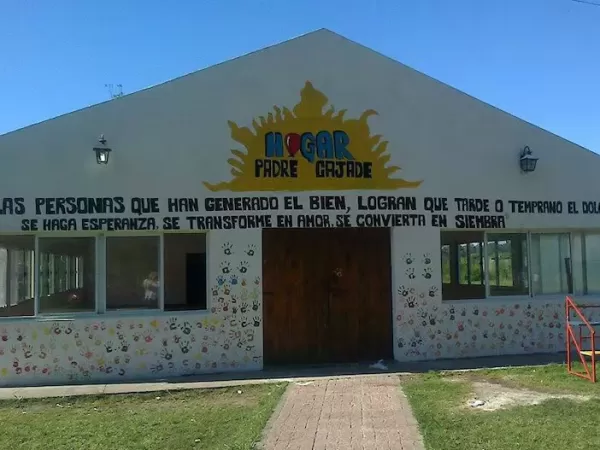 HOGAR
PADRE CAJADE
LAS PERSONAS QUE HAN GENERADO EL BIEN, LOGRAN QUE TARDE O TEMPRANO EL DOLO
SE HAGA ESPERANZA, SE TRANSFORME EN AMOR, SE CONVIERTA EN SIEMBRA